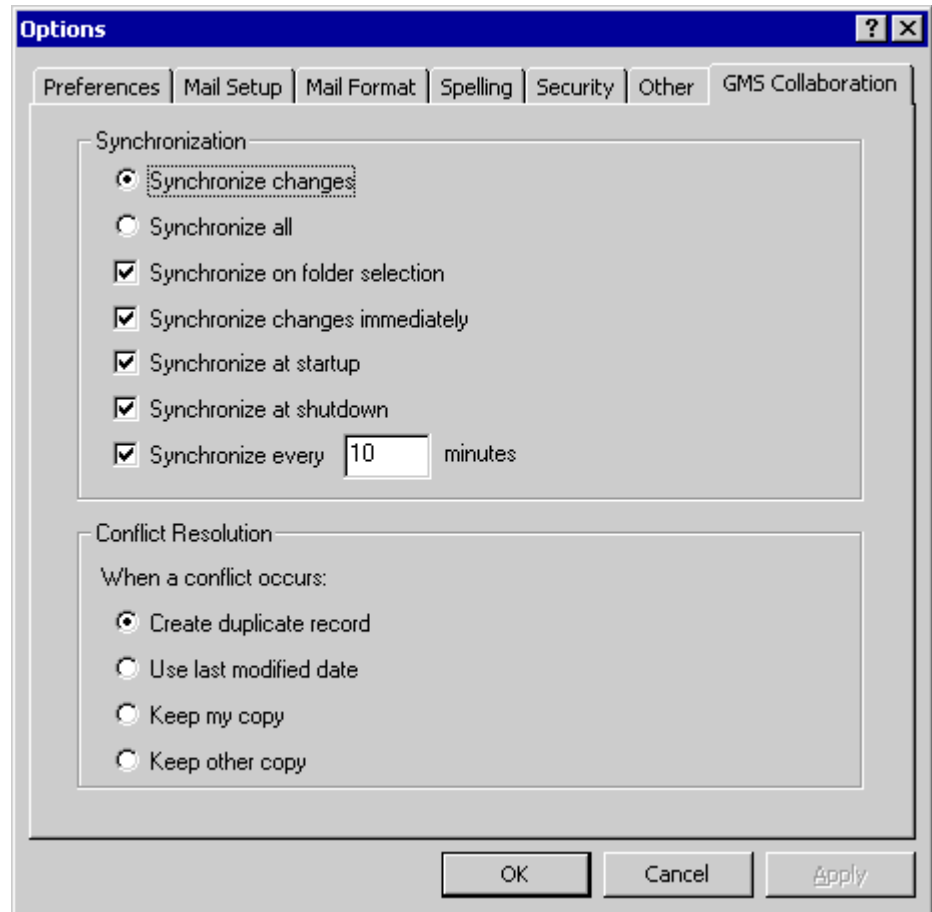 Options
Preferences Mail Setup Mail Format Spelling Security Other GMS Collaboration
Synchronization
Synchronize changes
Synchronize all
Synchronize on folder selection
Synchronize changes immediately
Synchronize at startup
Synchronize at shutdown
Synchronize every 10 minutes
Conflict Resolution
When a conflict occurs:
Create duplicate record
Use last modified date
Keep my copy
Keep other copy
OK Cancel Apply